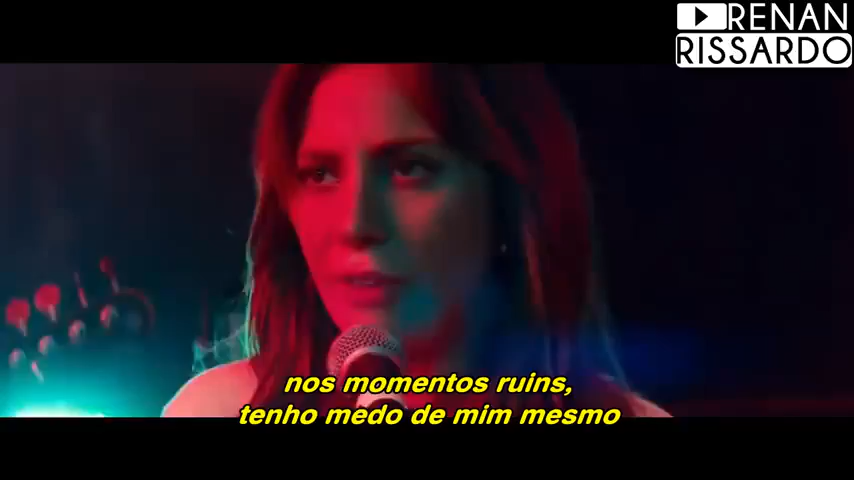 RENAN
RISSARDO
nos momentos ruins,
tenho medo de mim mesmo